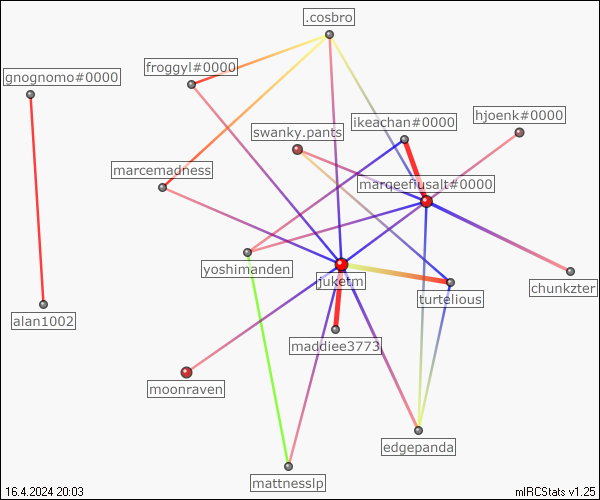 .cosbro
froggyl#0000
gnognomo#0000
hjoenk#0000
ikeachan#0000
swanky.pants
marcemadness
marqeefiusalt#0000
yoshimanden
juketm
chunkzter
turtelious
alan1002
maddiee3773
moonraven
edgepanda
mattnesslp
16.4.2024 20:03
mIRCStats v1.25